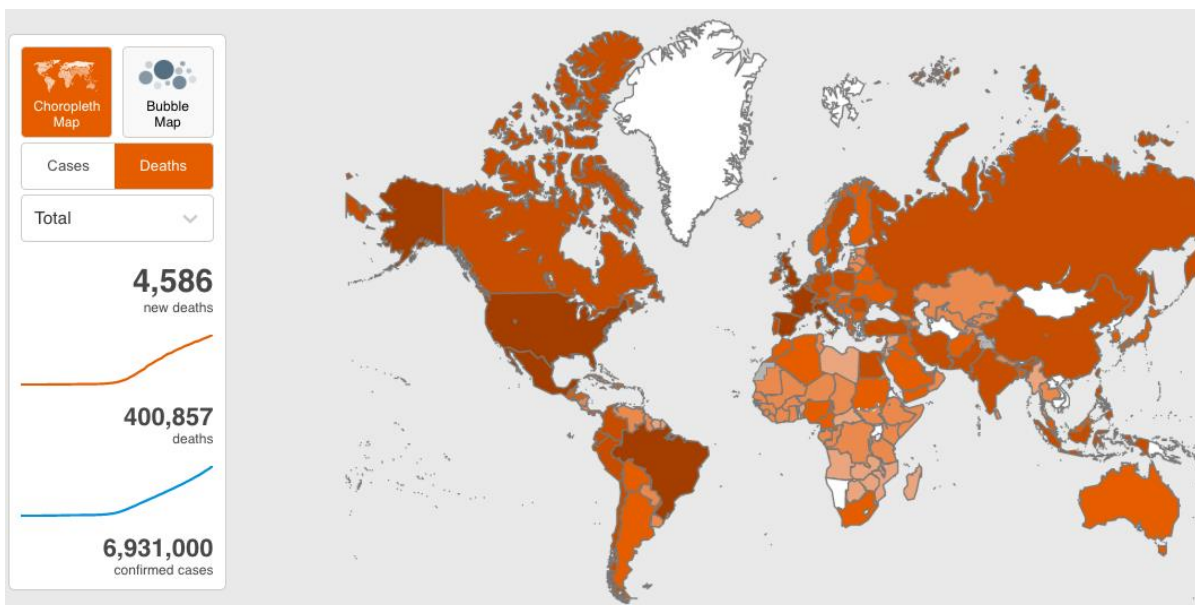 Choropleth
Map
Bubble
Map
Cases
Deaths
Total
4,586
new deaths
400,857
deaths
6,931,000
confirmed cases